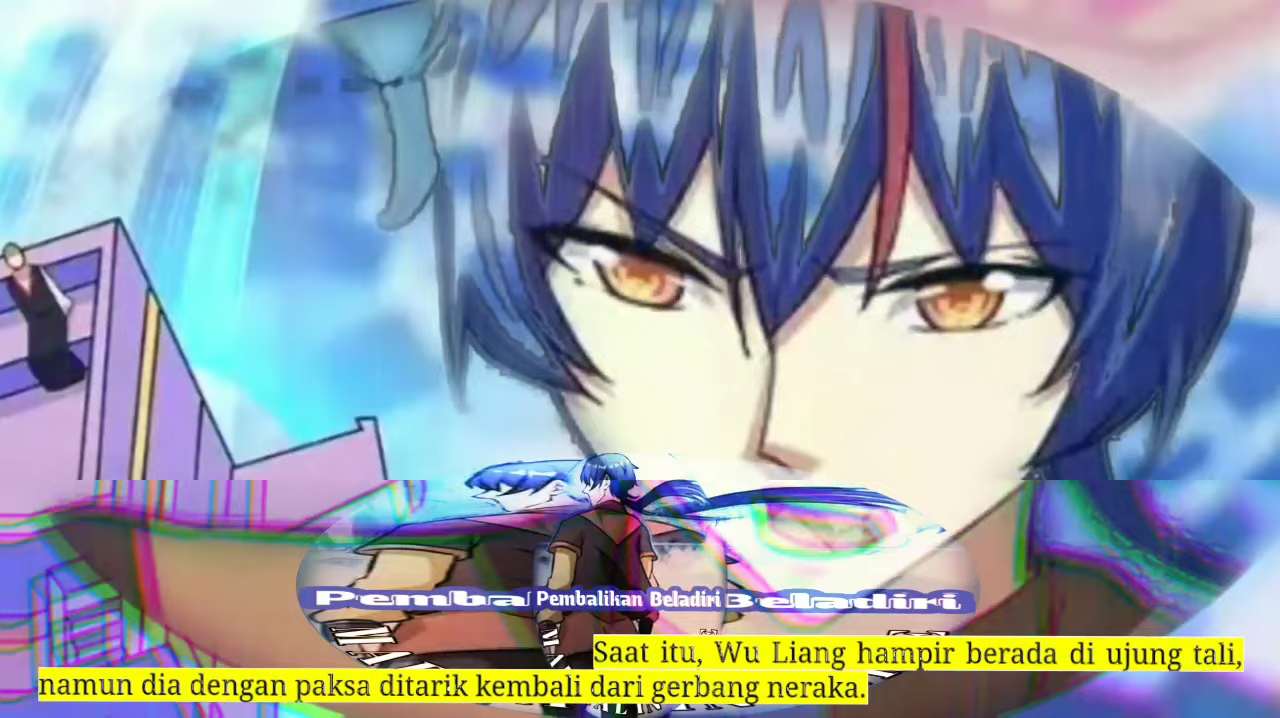 Pembalikan Beladiri
Saat itu, Wu Liang hampir berada di ujung tali,
namun dia dengan paksa ditarik kembali dari gerbang neraka.